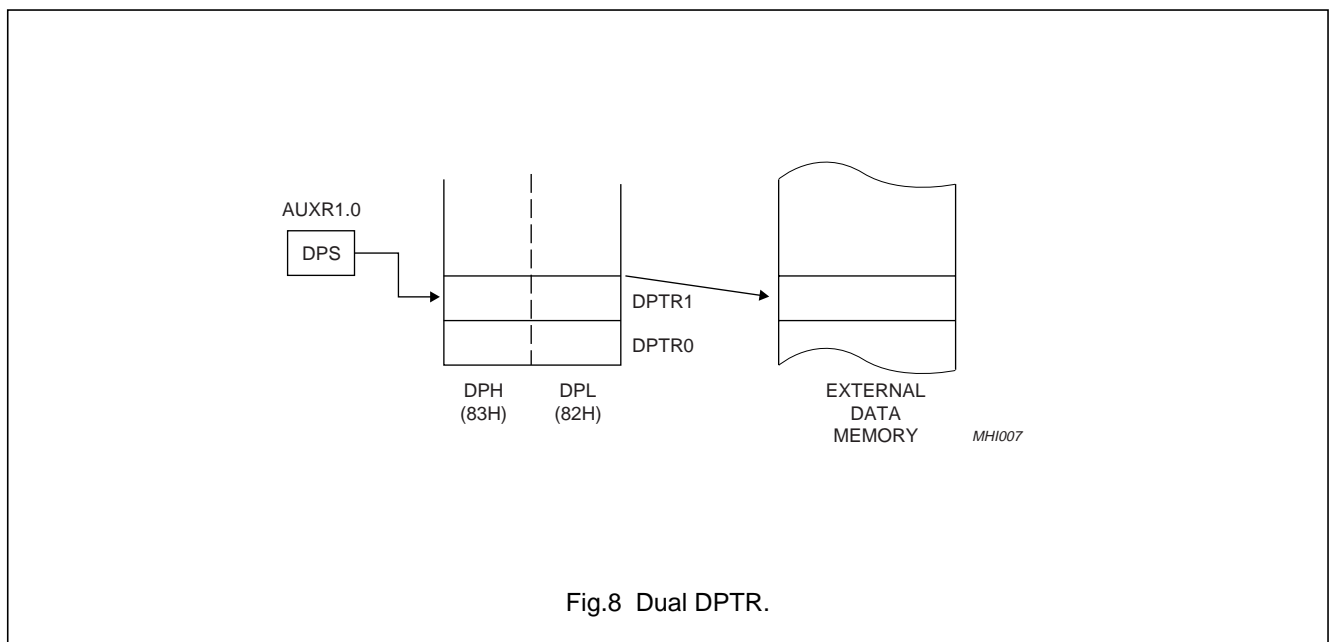 AUXR1.0
DPS
DPTR1
DPTR0
DPH
(83H)
DPL
(82H)
EXTERNAL
DATA
MEMORY
MHI007
Fig.8 Dual DPTR.